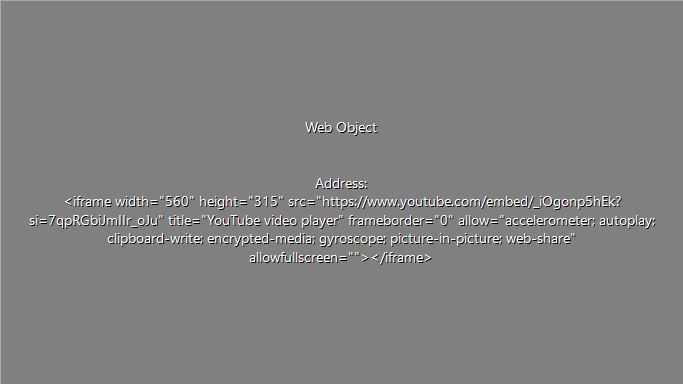 Web Object
Address:
<iframe width="560" height="315" src="https://www.youtube.com/embed/_iOgonp5hEk?
si=7qpRGbiJmIIr_oJu" title="YouTube video player" frameborder="0" allow="accelerometer; autoplay;
clipboard-write; encrypted-media; gyroscope; picture-in-picture; web-share"
allowfullscreen=""></iframe>